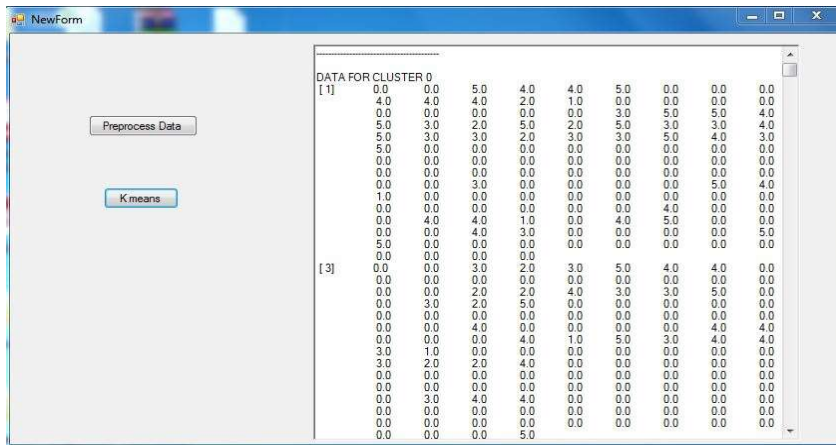 NewForm
Preprocess Data
K means
----------------------------------------
DATA FOR CLUSTER 0
[ 1] 0.0 0.0 5.0 4.0 4.0 5.0 0.0 0.0 0.0
4.0 4.0 4.0 2.0 1.0 0.0 0.0 0.0 0.0
0.0 0.0 0.0 0.0 0.0 3.0 5.0 5.0 4.0
5.0 3.0 2.0 5.0 2.0 5.0 3.0 3.0 4.0
5.0 3.0 3.0 2.0 3.0 3.0 5.0 4.0 3.0
5.0 0.0 0.0 0.0 0.0 0.0 0.0 0.0 0.0
0.0 0.0 0.0 0.0 0.0 0.0 0.0 0.0 0.0
0.0 0.0 0.0 0.0 0.0 0.0 0.0 0.0 0.0
0.0 0.0 3.0 0.0 0.0 0.0 0.0 5.0 4.0
1.0 0.0 0.0 0.0 0.0 0.0 0.0 0.0 0.0
0.0 0.0 0.0 0.0 0.0 0.0 4.0 0.0 0.0
0.0 4.0 4.0 1.0 0.0 4.0 5.0 0.0 0.0
0.0 0.0 4.0 3.0 0.0 0.0 0.0 0.0 5.0
5.0 0.0 0.0 0.0 0.0 0.0 0.0 0.0 0.0
0.0 0.0 0.0 0.0
[ 3] 0.0 0.0 3.0 2.0 3.0 5.0 4.0 4.0 0.0
0.0 0.0 0.0 0.0 0.0 0.0 0.0 0.0 0.0
0.0 0.0 2.0 2.0 4.0 3.0 3.0 5.0 0.0
0.0 3.0 2.0 5.0 0.0 0.0 0.0 0.0 0.0
0.0 0.0 0.0 0.0 0.0 0.0 0.0 0.0 0.0
0.0 0.0 4.0 0.0 0.0 0.0 0.0 4.0 4.0
0.0 0.0 0.0 4.0 1.0 5.0 3.0 4.0 4.0
3.0 1.0 0.0 0.0 0.0 0.0 0.0 0.0 0.0
3.0 2.0 2.0 4.0 0.0 0.0 0.0 0.0 0.0
0.0 0.0 0.0 0.0 0.0 0.0 0.0 0.0 0.0
0.0 0.0 0.0 0.0 0.0 0.0 0.0 0.0 0.0
0.0 3.0 4.0 4.0 0.0 0.0 0.0 0.0 0.0
0.0 0.0 0.0 0.0 0.0 0.0 0.0 0.0 0.0
0.0 0.0 0.0 0.0 0.0 0.0 0.0 0.0 0.0
0.0 0.0 0.0 5.0